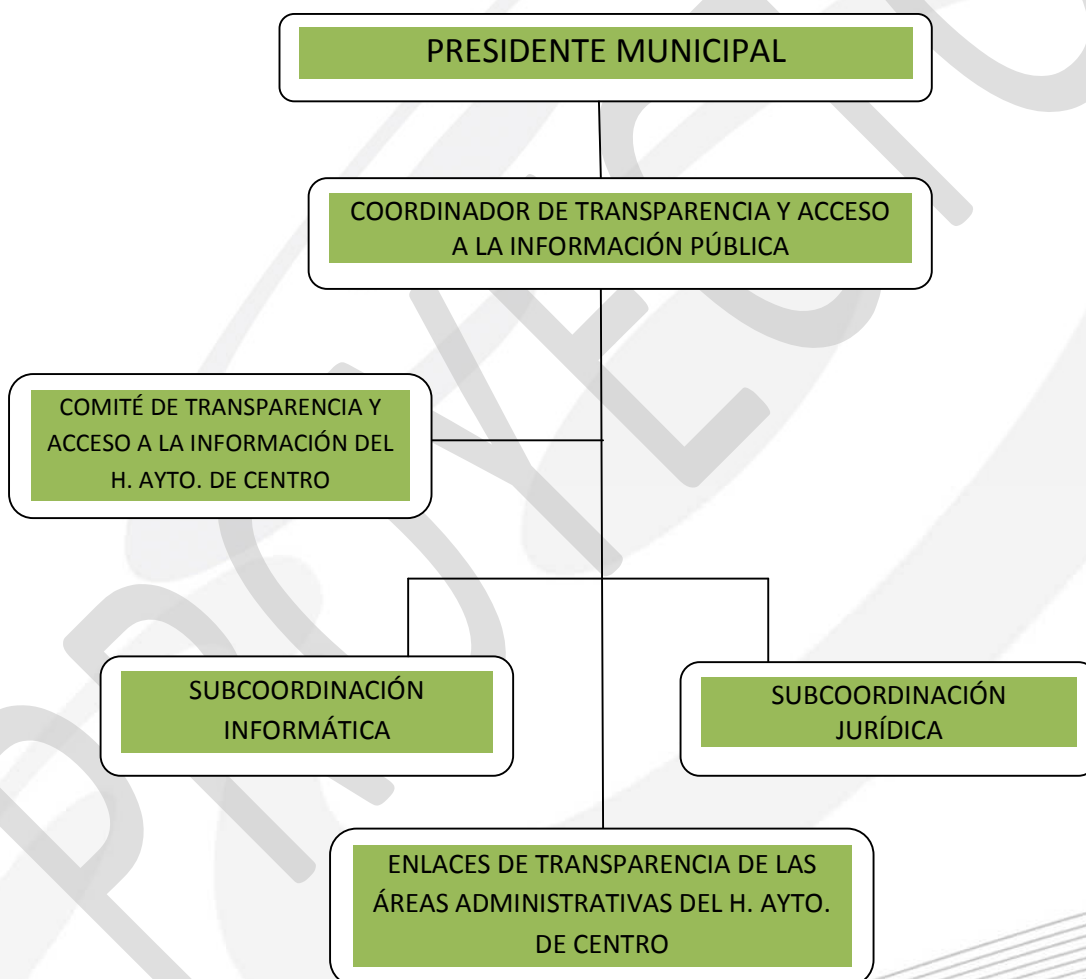 PRESIDENTE MUNICIPAL
COORDINADOR DE TRANSPARENCIA Y ACCESO
A LA INFORMACIÓN PÚBLICA
COMITÉ DE TRANSPARENCIA Y
ACCESO A LA INFORMACIÓN DEL
H. AYTO. DE CENTRO
SUBCOORDINACIÓN
INFORMÁTICA
SUBCOORDINACIÓN
JURÍDICA
ENLACES DE TRANSPARENCIA DE LAS
ÁREAS ADMINISTRATIVAS DEL H. AYTO.
DE CENTRO
PROYECTO